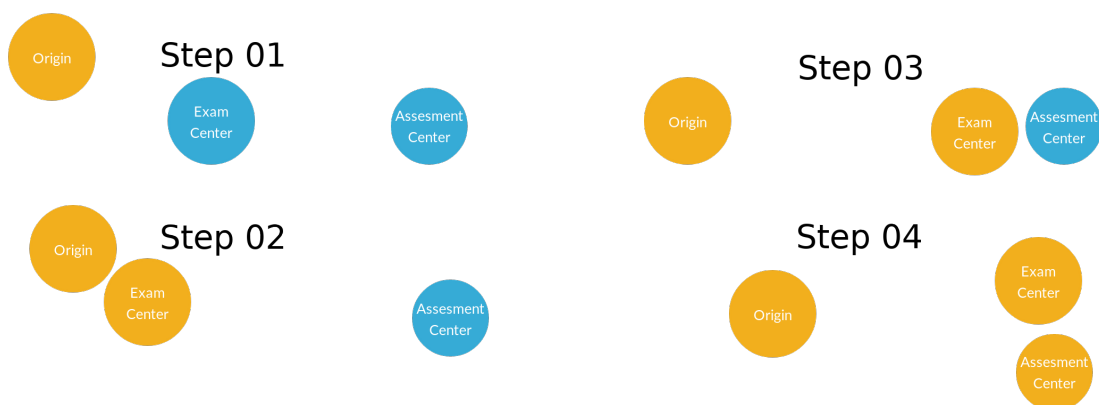 Step 01
Origin
Exam
Center
Assesment
Center
Step 02
Origin
Exam
Center
Assesment
Center
Step 03
Origin
Exam
Center
Assesment
Center
Step 04
Origin
Exam
Center
Assesment
Center